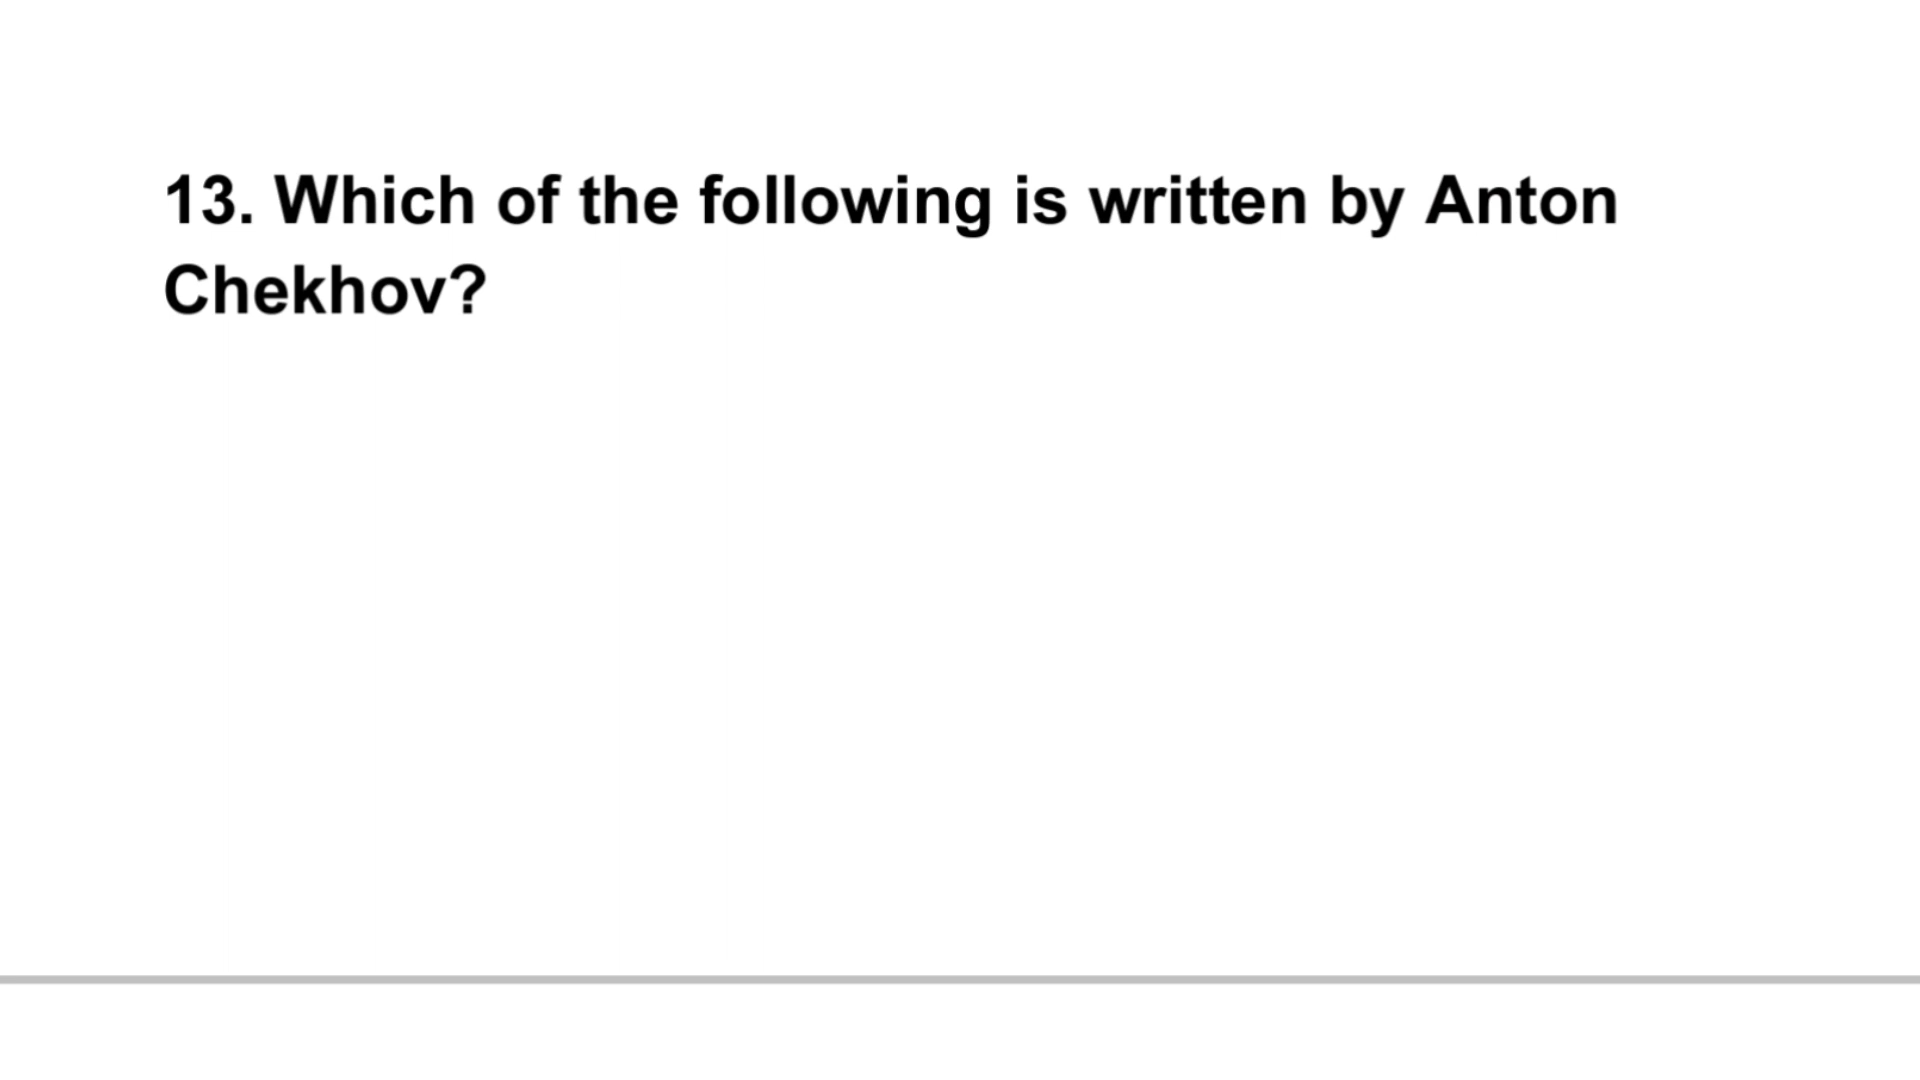 13. Which of the following is written by Anton
Chekhov?